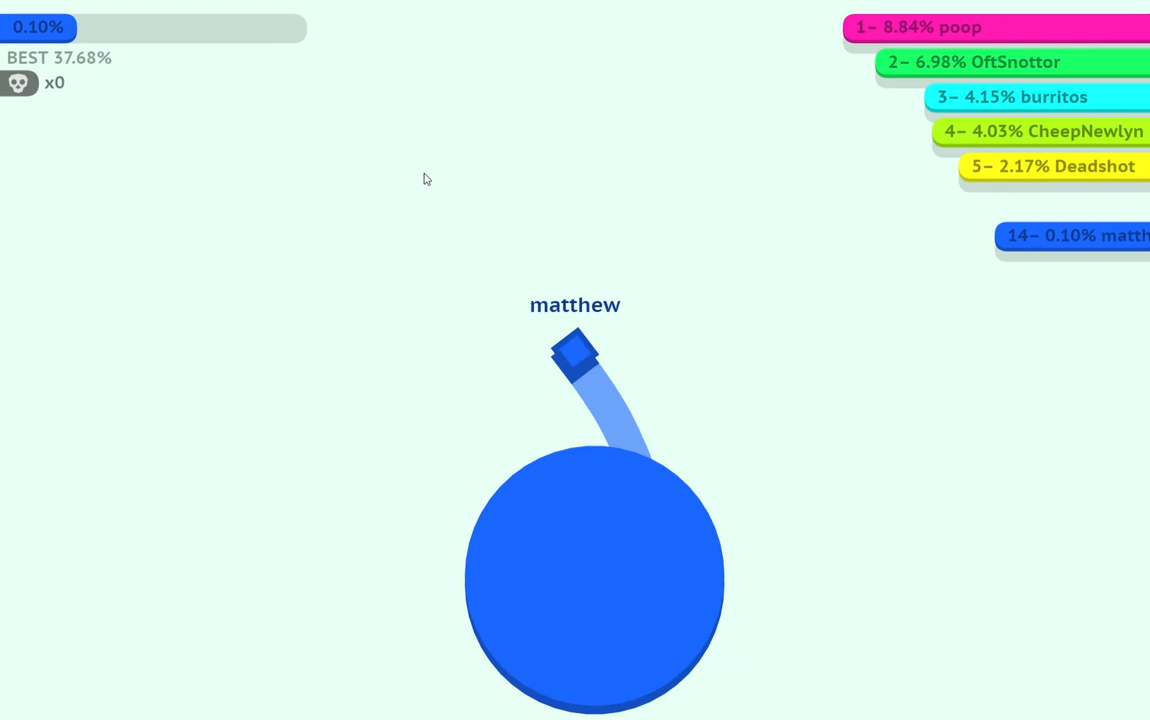 0.10%
BEST 37.68%
x0
1– 8.84% poop
2– 6.98% OftSnottor
3– 4.15% burritos
4– 4.03% CheepNewlyn
5– 2.17% Deadshot
14– 0.10% matth
matthew